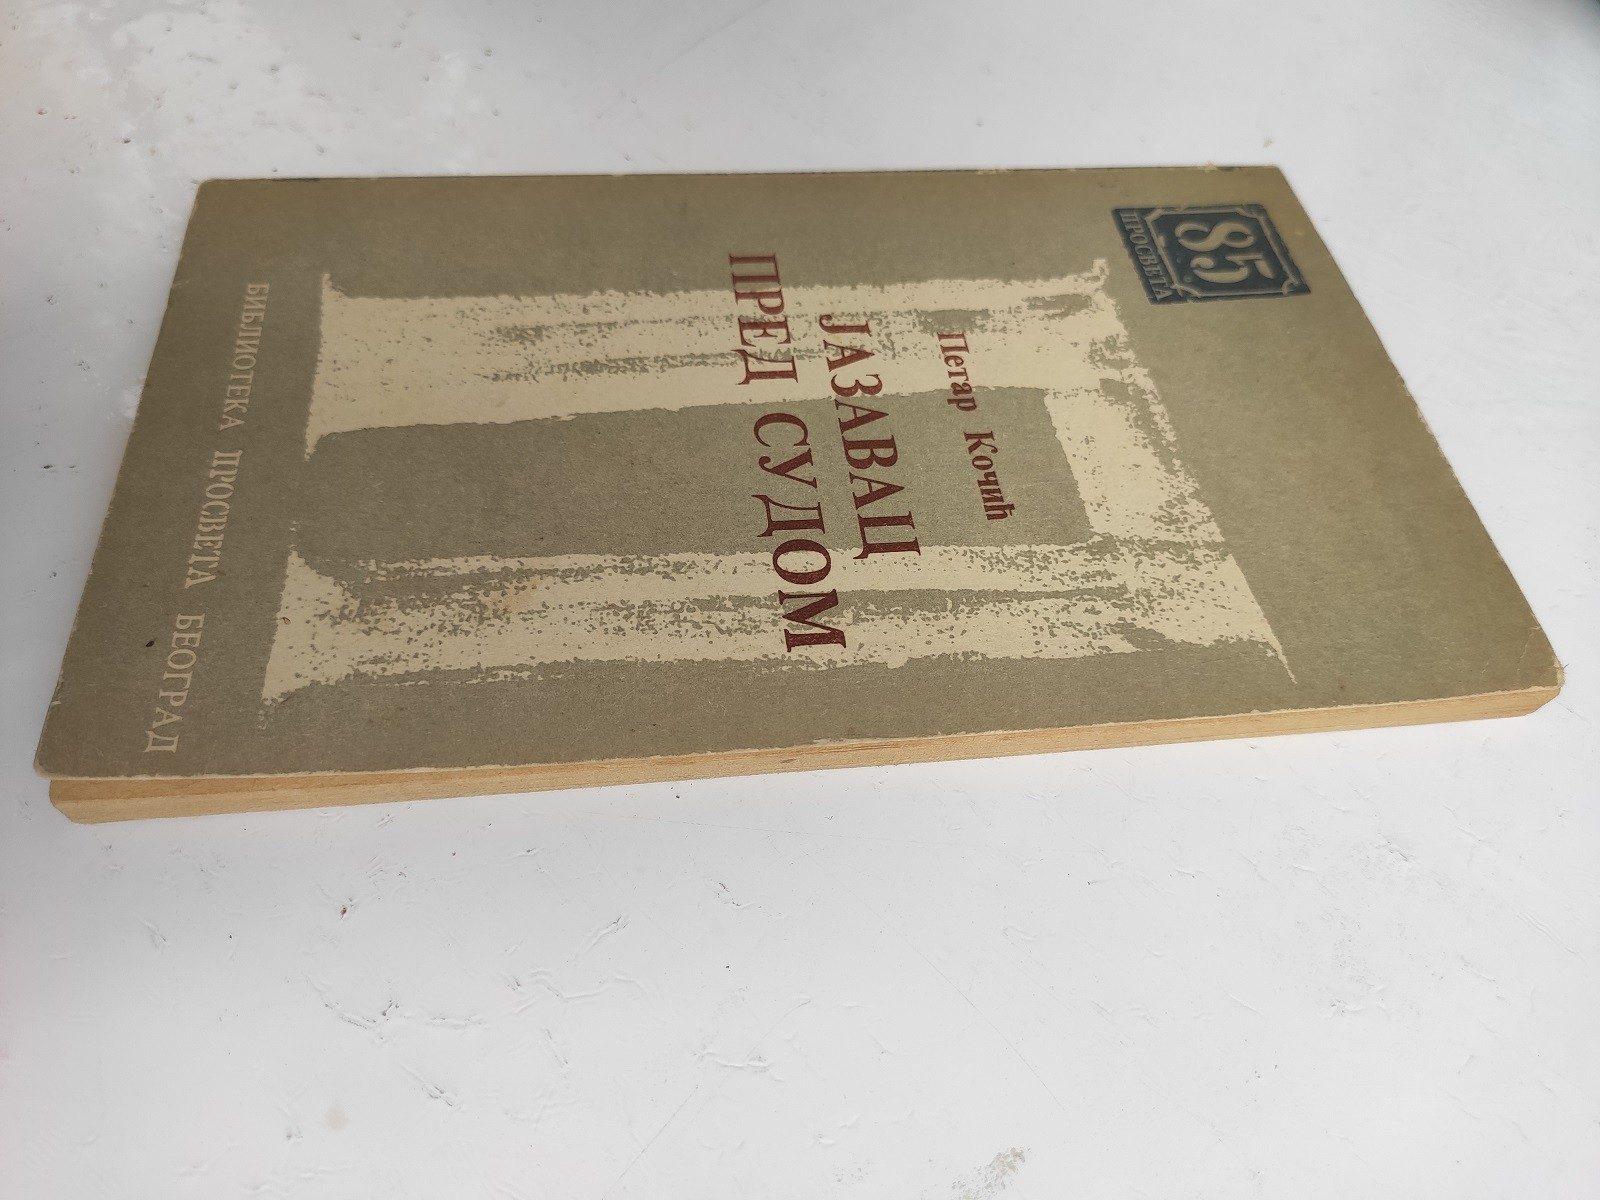 85
ПРОСВЕТА
Петар Кочић
ЈАЗАВАЦ
ПРЕД СУДОМ
БИБЛИОТЕКА ПРОСВЕТА БЕОГРАД